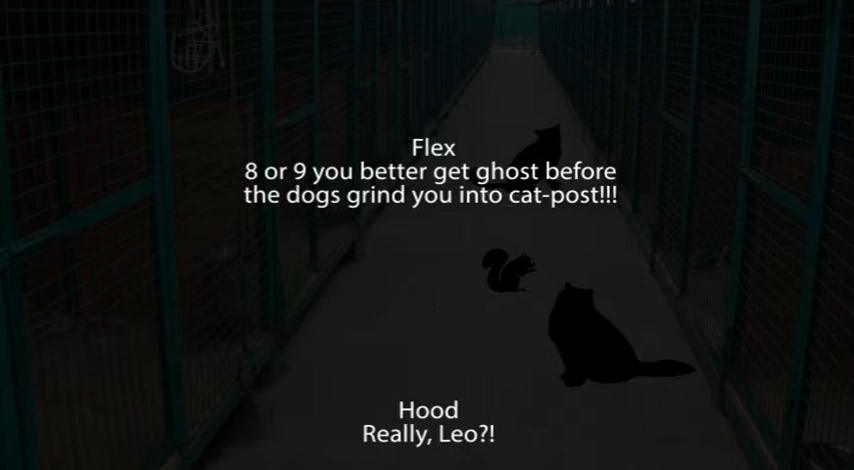 Flex
8 or 9 you better get ghost before
the dogs grind you into cat-post!!!
Hood
Really, Leo?!